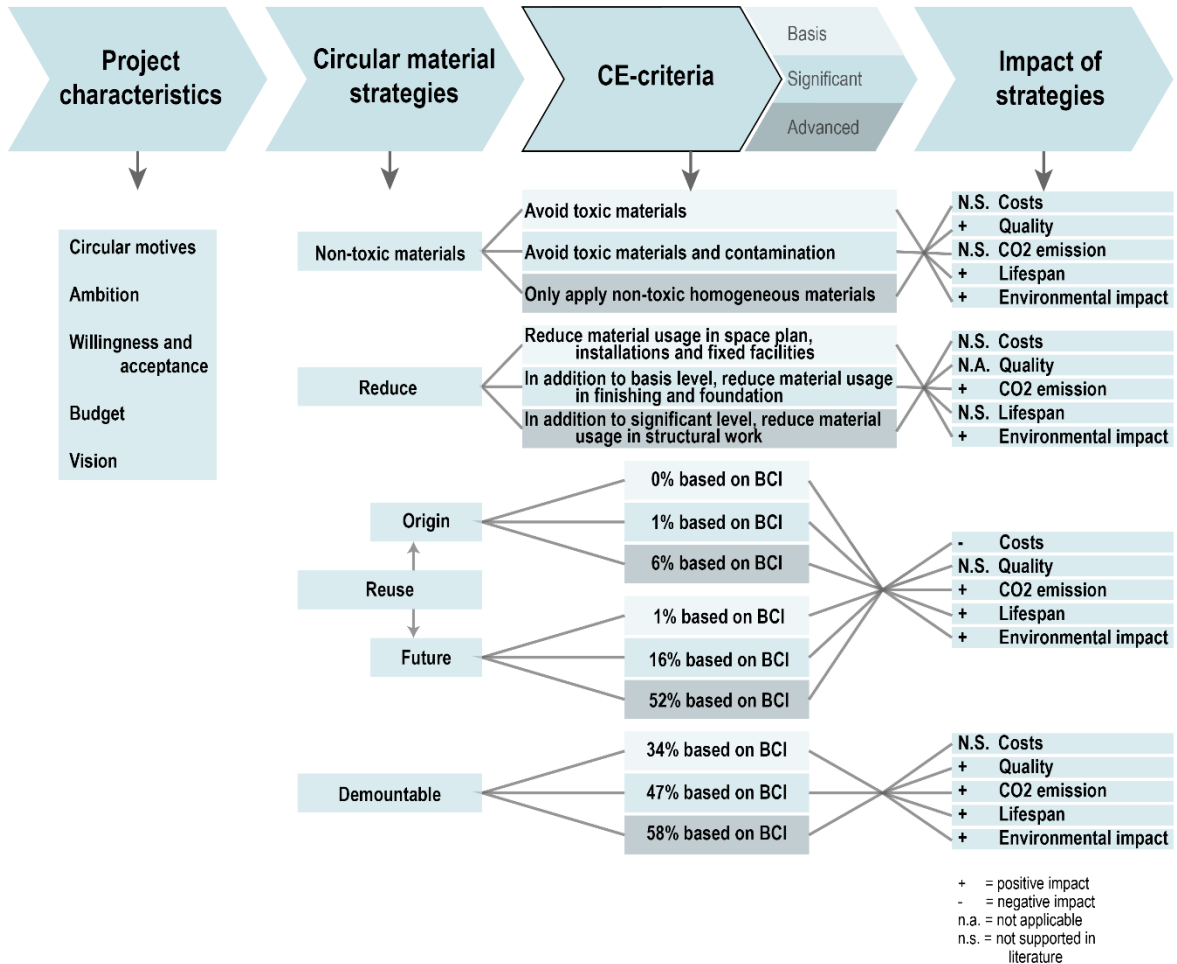 Project
characteristics
Circular material
strategies
CE-criteria
Basis
Significant
Advanced
Impact of
strategies
Circular motives
Ambition
Willingness and
acceptance
Budget
Vision
Non-toxic materials
Avoid toxic materials
Avoid toxic materials and contamination
Only apply non-toxic homogeneous materials
N.S. Costs
+ Quality
N.S. CO2 emission
+ Lifespan
+ Environmental impact
Reduce
Reduce material usage in space plan,
installations and fixed facilities
In addition to basis level, reduce material usage
in finishing and foundation
In addition to significant level, reduce material
usage in structural work
N.S. Costs
N.A. Quality
+ CO2 emission
N.S. Lifespan
+ Environmental impact
Origin
Reuse
Future
0% based on BCI
1% based on BCI
6% based on BCI
1% based on BCI
16% based on BCI
52% based on BCI
- Costs
N.S. Quality
+ CO2 emission
+ Lifespan
+ Environmental impact
Demountable
34% based on BCI
47% based on BCI
58% based on BCI
N.S. Costs
+ Quality
+ CO2 emission
+ Lifespan
+ Environmental impact
+ = positive impact
- = negative impact
n.a. = not applicable
n.s. = not supported in
literature